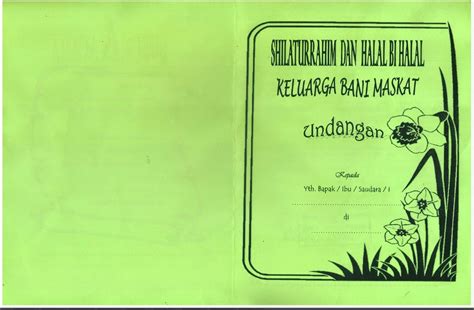 SHILATURRAHIM DAN HALAL BI HALAL
KELUARGA BANI MASKAT
undangan
Kepada
Yth. Bapak / Ibu / Saudara / I
di